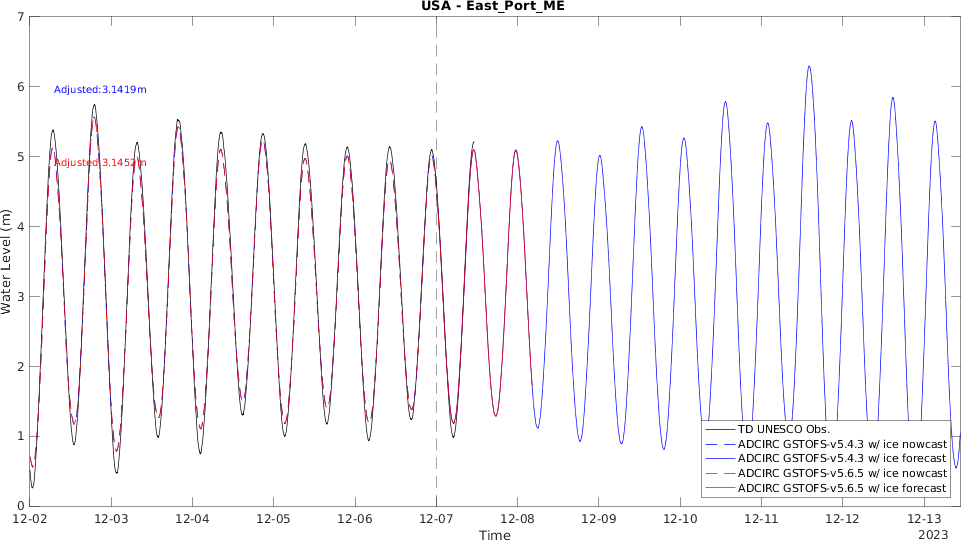 USA - East_Port_ME
7
6
5
4
3
2
1
0
Water Level (m)
Adjusted:3.1419m
Adjusted:3.1452m
TD UNESCO Obs.
ADCIRC GSTOFS-v5.4.3 w/ ice nowcast
ADCIRC GSTOFS-v5.4.3 w/ ice forecast
ADCIRC GSTOFS-v5.6.5 w/ ice nowcast
ADCIRC GSTOFS-v5.6.5 w/ ice forecast
12-02 12-03 12-04 12-05 12-06 12-07 12-08 12-09 12-10 12-11 12-12 12-13
Time
2023